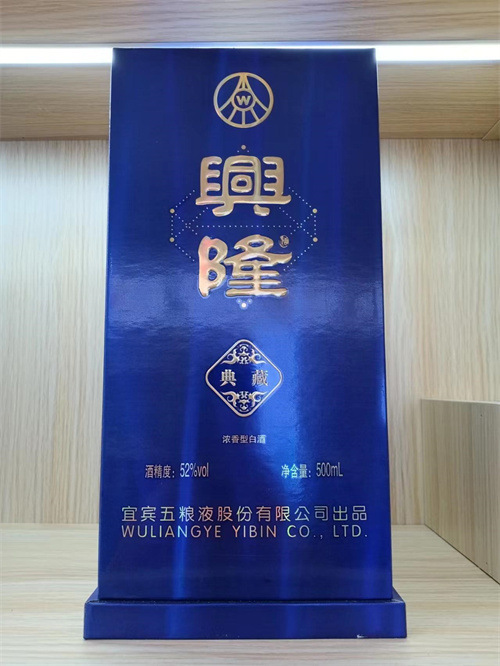 W
興
隆
典藏
浓香型白酒
酒精度：52%vol 净含量：500mL
宜宾五粮液股份有限公司出品
WULIANGYE YIBIN CO., LTD.